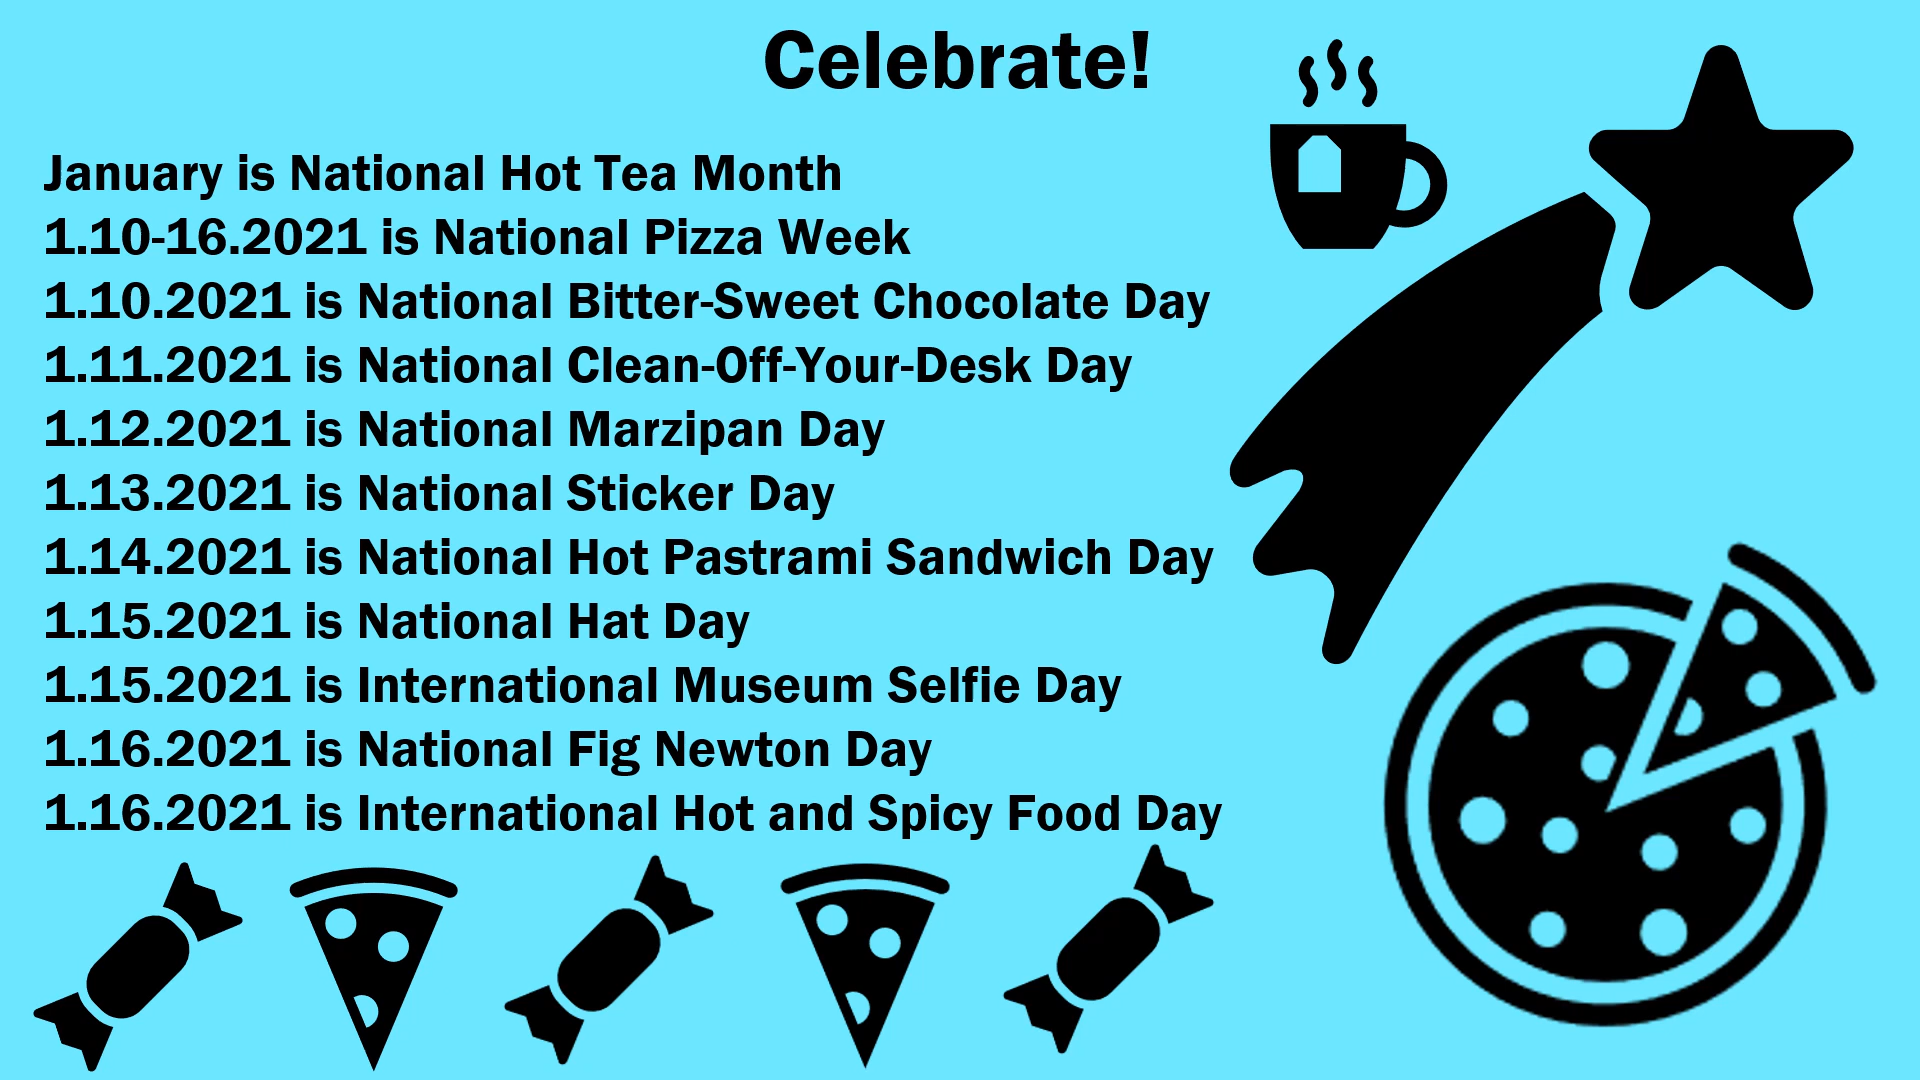 Celebrate!
January is National Hot Tea Month
1.10-16.2021 is National Pizza Week
1.10.2021 is National Bitter-Sweet Chocolate Day
1.11.2021 is National Clean-Off-Your-Desk Day
1.12.2021 is National Marzipan Day
1.13.2021 is National Sticker Day
1.14.2021 is National Hot Pastrami Sandwich Day
1.15.2021 is National Hat Day
1.15.2021 is International Museum Selfie Day
1.16.2021 is National Fig Newton Day
1.16.2021 is International Hot and Spicy Food Day